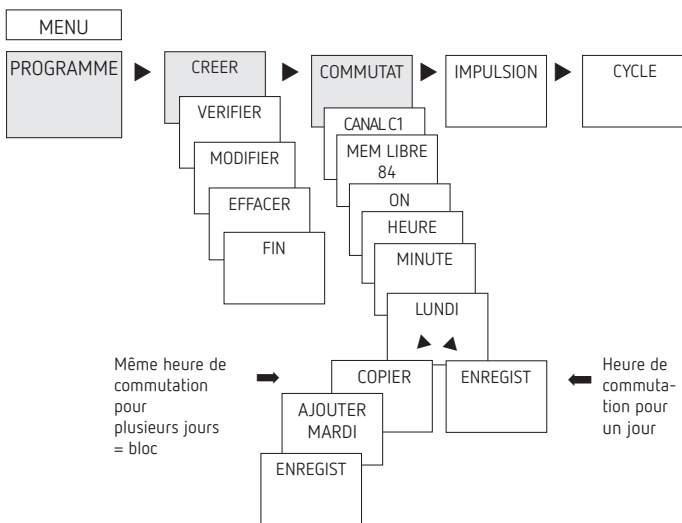 MENU
PROGRAMME
CREER
COMMUTAT
IMPULSION
CYCLE
VERIFIER
MODIFIER
EFFACER
FIN
CANAL C1
MEM LIBRE
84
ON
HEURE
MINUTE
LUNDI
Même heure de
commutation
pour
plusieurs jours
= bloc
COPIER
AJOUTER
MARDI
ENREGIST
ENREGIST
Heure de
commuta-
tion pour
un jour